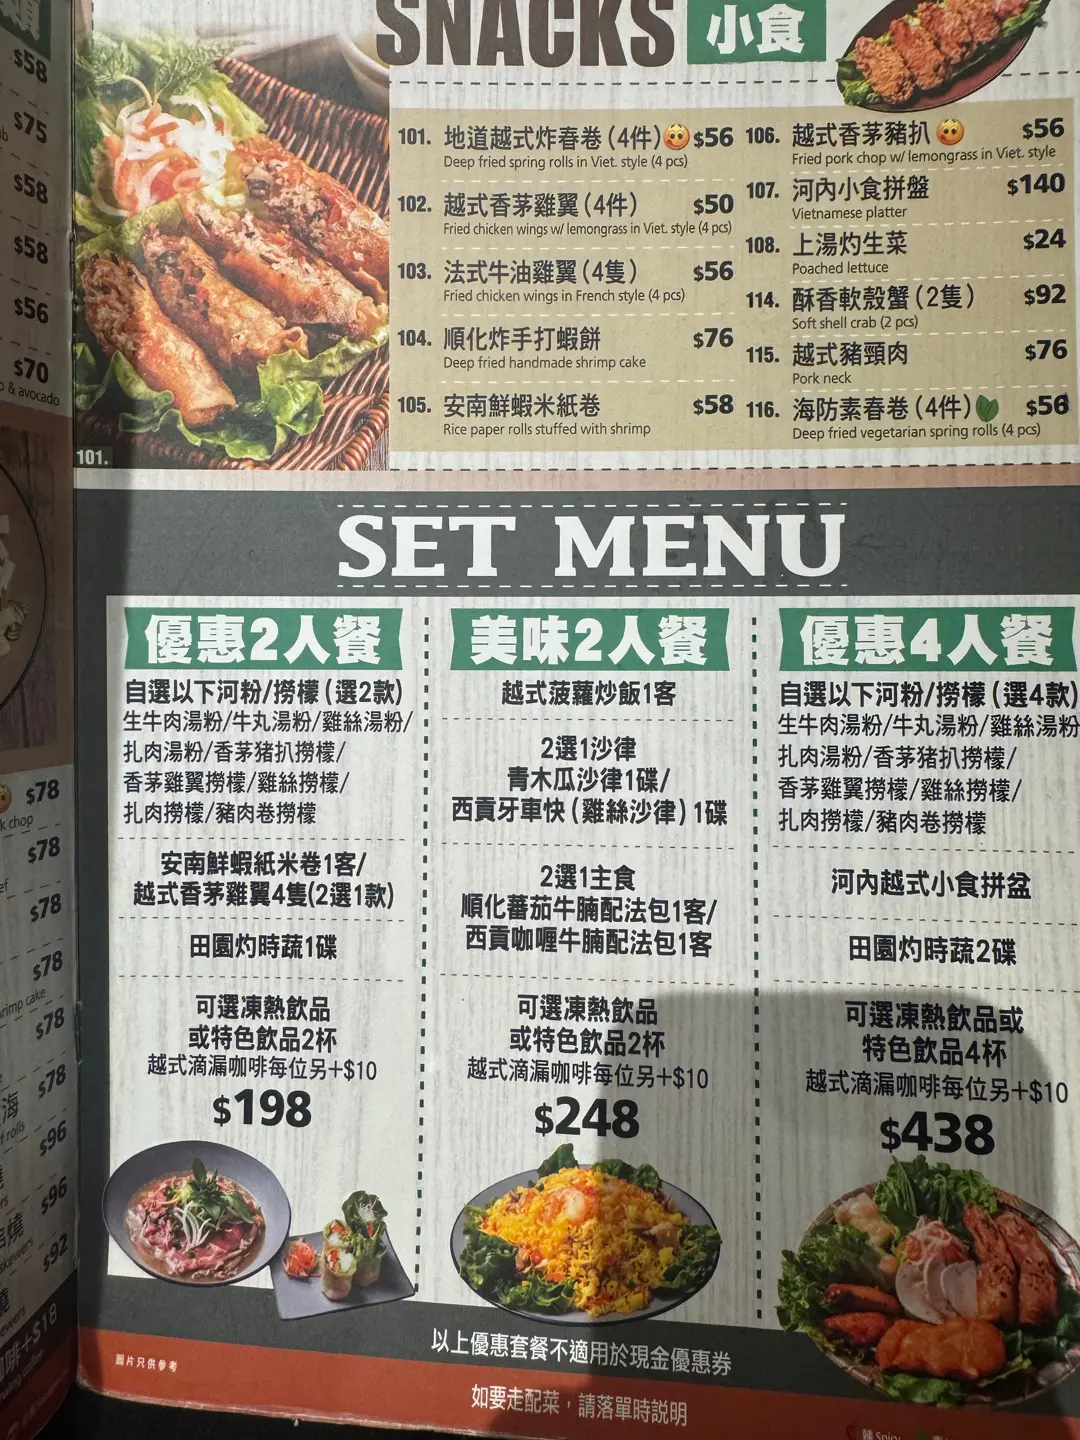 SNACKS 小食
101. 地道越式炸春卷(4件) $56
Deep fried spring rolls in Viet. style (4 pcs)
102. 越式香茅雞翼(4件) $50
Fried chicken wings w/ lemongrass in Viet. style (4 pcs)
103. 法式牛油雞翼(4隻) $56
Fried chicken wings in French style (4 pcs)
104. 順化炸手打蝦餅 $76
Deep fried handmade shrimp cake
105. 安南鮮蝦米紙卷 $58
Rice paper rolls stuffed with shrimp
106. 越式香茅豬扒 $56
Fried pork chop w/ lemongrass in Viet. style
107. 河內小食拼盤 $140
Vietnamese platter
108. 上湯灼生菜 $24
Poached lettuce
114. 酥香軟殼蟹(2隻) $92
Soft shell crab (2 pcs)
115. 越式豬頸肉 $76
Pork neck
116. 海防素春卷(4件) $56
Deep fried vegetarian spring rolls (4 pcs)
101.
SET MENU
優惠2人餐
自選以下河粉/撈檬(選2款)
生牛肉湯粉/牛丸湯粉/雞絲湯粉/
扎肉湯粉/香茅猪扒撈檬/
香茅雞翼撈檬/雞絲撈檬/
扎肉撈檬/豬肉卷撈檬
安南鮮蝦紙米卷1客/
越式香茅雞翼4隻(2選1款)
田園灼時蔬1碟
可選凍熱飲品
或特色飲品2杯
越式滴漏咖啡每位另+$10
$198
美味2人餐
越式菠蘿炒飯1客
2選1沙律
青木瓜沙律1碟/
西貢牙車快(雞絲沙律)1碟
2選1主食
順化蕃茄牛腩配法包1客/
西貢咖喱牛腩配法包1客
可選凍熱飲品
或特色飲品2杯
越式滴漏咖啡每位另+$10
$248
優惠4人餐
自選以下河粉/撈檬(選4款)
生牛肉湯粉/牛丸湯粉/雞絲湯粉
扎肉湯粉/香茅猪扒撈檬/
香茅雞翼撈檬/雞絲撈檬/
扎肉撈檬/豬肉卷撈檬
河內越式小食拼盆
田園灼時蔬2碟
可選凍熱飲品或
特色飲品4杯
越式滴漏咖啡每位另+$10
$438
以上優惠套餐不適用於現金優惠券
圖片只供參考
如要走配菜，請落單時說明
辣 Spicy
$58
$75
$58
$58
$56
$70
& avocado
$78
k chop
$78
$78
$78
shrimp cake
$78
$78
rolls
$96
$96
skewers
$92
+$18